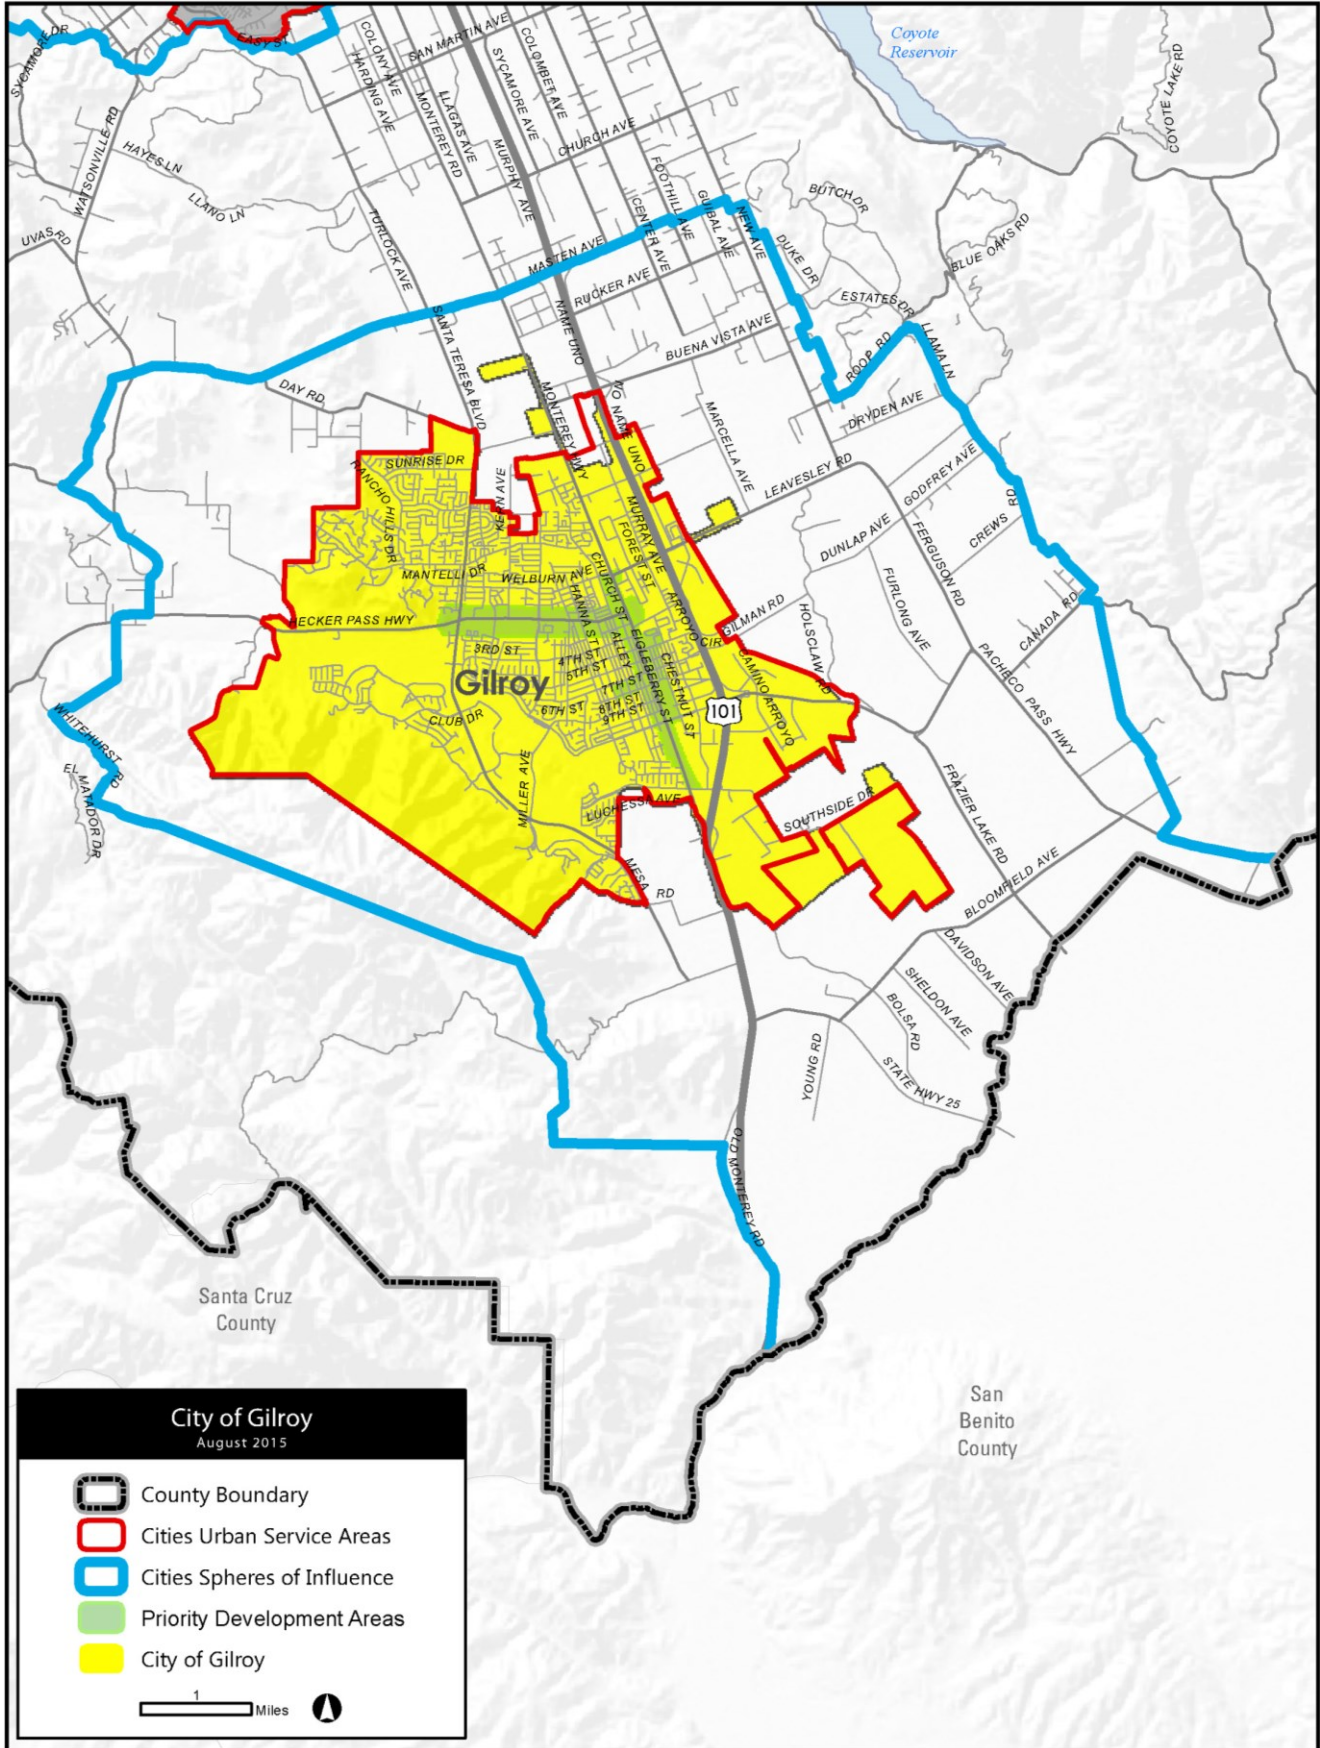 SYCAMORE DR
EASY ST
COLONY AVE
HARDING AVE
SAN MARTIN AVE
LLAGAS AVE
MONTEREY RD
SYCAMORE AVE
COLOMBET AVE
MURPHY AVE
CHURCH AVE
Coyote
Reservoir
COYOTE LAKE RD
WATSONVILLE RD
HAYES LN
LLANO LN
UVAS RD
TURLOCK AVE
FOOTHILL AVE
GUIBAL AVE
CENTER AVE
NEW AVE
BUTCH DR
DUKE DR
BLUE OAKS RD
MASTEN AVE
RUCKER AVE
ESTATES DR
NAME UNO
SANTA TERESA BLVD
BUENA VISTA AVE
ROOP RD
LLAMA LN
DAY RD
MONTEREY HWY
NO NAME UNO
MARCELLA AVE
DRYDEN AVE
SUNRISE DR
RANCHO HILLS DR
KERN AVE
LEAVESLEY RD
GODFREY AVE
RD
CREWS
MURRAY AVE
FOREST ST
DUNLAP AVE
FERGUSON RD
MANTELLI DR
WELBURN AVE
CHURCH ST
HANNA ST
FURLONG AVE
CANADA RD
HECKER PASS HWY
ARROYO CIR
GILMAN RD
HOLSCLAW RD
ALLEY
EIGLEBERRY ST
CHESTNUT ST
3RD ST
4TH ST
5TH ST
CAMINO ARROYO
PACHECO PASS HWY
Gilroy
7TH ST
6TH ST
8TH ST
9TH ST
101
CLUB DR
WHITEHURST RD
EL MATADOR DR
MILLER AVE
LUCHESSA AVE
SOUTHSIDE DR
FRAZIER LAKE RD
MESA RD
BLOOMFIELD AVE
DAVIDSON AVE
SHELDON AVE
BOLSA RD
YOUNG RD
STATE HWY 25
OLD MONTEREY RD
Santa Cruz
County
San
Benito
County
City of Gilroy
August 2015
County Boundary
Cities Urban Service Areas
Cities Spheres of Influence
Priority Development Areas
City of Gilroy
1
Miles